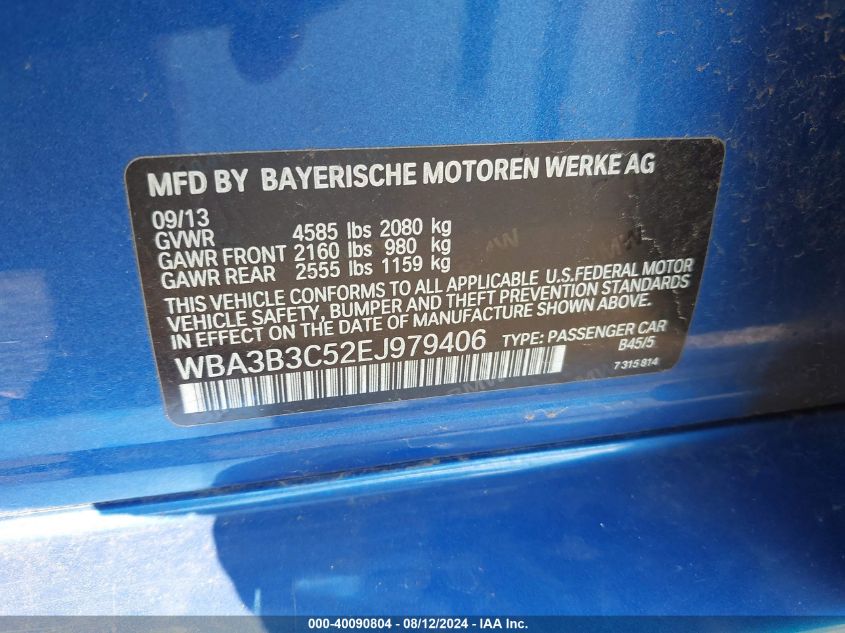 MFD BY BAYERISCHE MOTOREN WERKE AG
09/13
GVWR 4585 lbs 2080 kg
GAWR FRONT 2160 lbs 980 kg
GAWR REAR 2555 lbs 1159 kg
THIS VEHICLE CONFORMS TO ALL APPLICABLE U.S.FEDERAL MOTOR
VEHICLE SAFETY, BUMPER AND THEFT PREVENTION STANDARDS
IN EFFECT ON THE DATE OF MANUFACTURE SHOWN ABOVE.
WBA3B3C52EJ979406 TYPE: PASSENGER CAR
B45/5
7 315 814
000-40090804 - 08/12/2024 - IAA Inc.